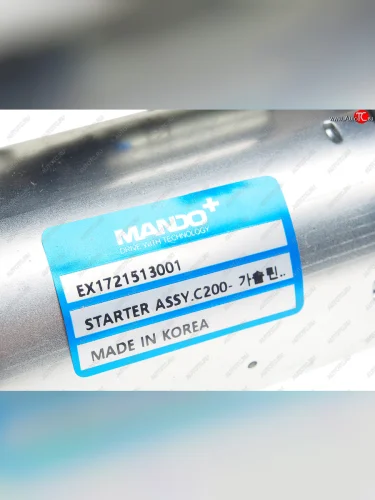 MANDO+
DRIVE WITH TECHNOLOGY
EX1721513001
STARTER ASSY.C200- 가솔린..
MADE IN KOREA